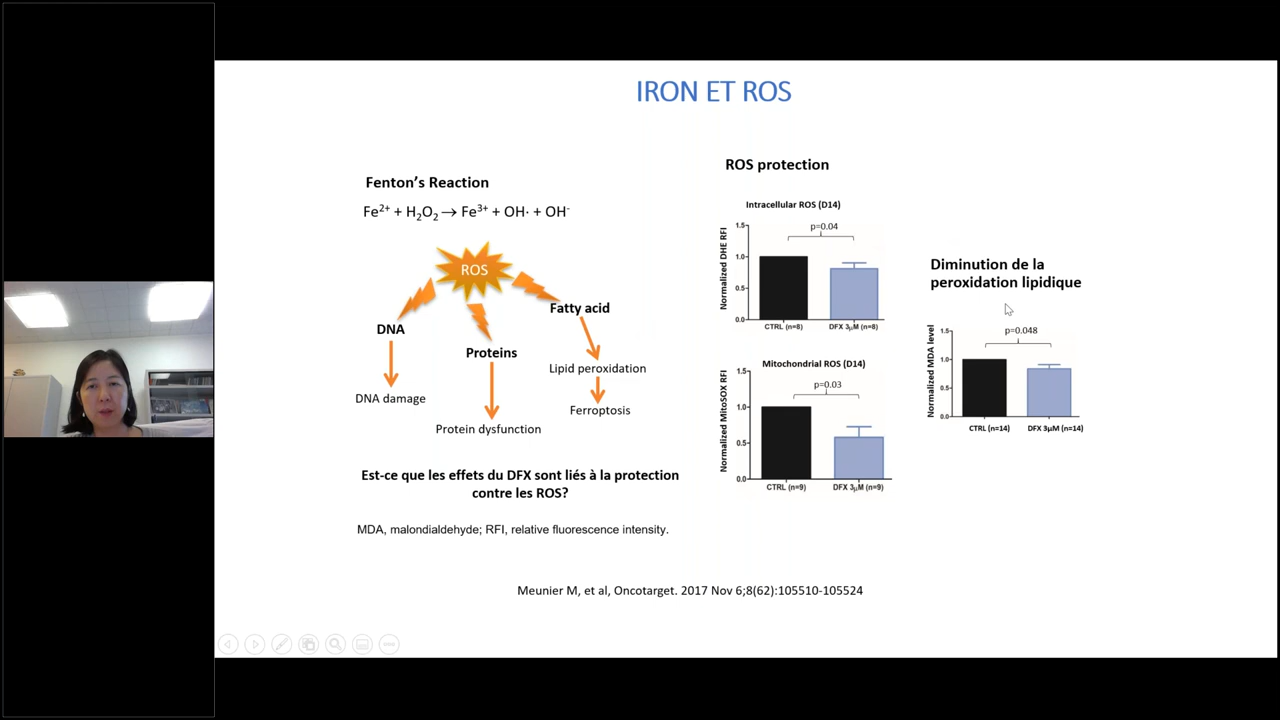 IRON ET ROS
Fenton's Reaction
Fe2+ + H2O2 → Fe3+ + OH· + OH-
ROS
DNA
Proteins
Fatty acid
DNA damage
Protein dysfunction
Lipid peroxidation
Ferroptosis
Est-ce que les effets du DFX sont liés à la protection
contre les ROS?
MDA, malondialdehyde; RFI, relative fluorescence intensity.
ROS protection
Intracellular ROS (D14)
Normalized DHE RFI
1.5
1.0
0.5
0.0
p=0.04
CTRL (n=8)
DFX 3µM (n=8)
Mitochondrial ROS (D14)
Normalized MitoSOX RFI
1.5
1.0
0.5
0.0
p=0.03
CTRL (n=9)
DFX 3µM (n=9)
Diminution de la
peroxidation lipidique
Normalized MDA level
1.5
1.0
0.5
0.0
p=0.048
CTRL (n=14)
DFX 3µM (n=14)
Meunier M, et al, Oncotarget. 2017 Nov 6;8(62):105510-105524